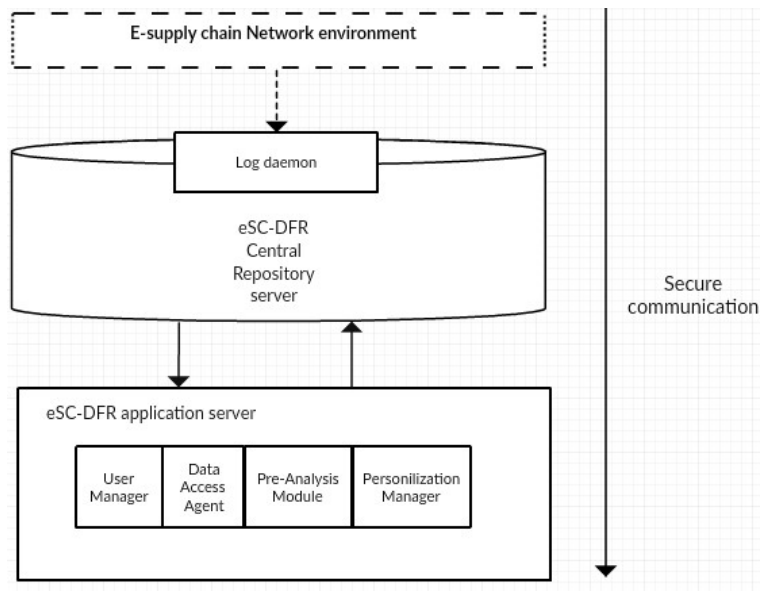 E-supply chain Network environment
Log daemon
eSC-DFR
Central
Repository
server
Secure
communication
eSC-DFR application server
User
Manager
Data
Access
Agent
Pre-Analysis
Module
Personilization
Manager